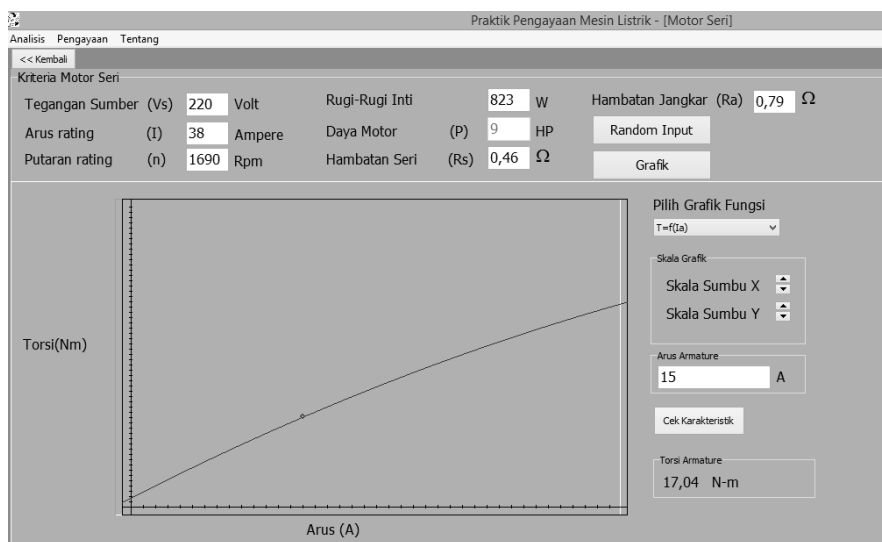 Praktik Pengayaan Mesin Listrik - [Motor Seri]
Analisis Pengayaan Tentang
<< Kembali
Kriteria Motor Seri
Tegangan Sumber (Vs) 220 Volt Rugi-Rugi Inti 823 W Hambatan Jangkar (Ra) 0,79 Ω
Arus rating (I) 38 Ampere Daya Motor (P) 9 HP Random Input
Putaran rating (n) 1690 Rpm Hambatan Seri (Rs) 0,46 Ω Grafik
Pilih Grafik Fungsi
T=f(Ia)
Skala Grafik
Skala Sumbu X
Skala Sumbu Y
Torsi(Nm)
Arus Armature
15 A
Cek Karakteristik
Torsi Armature
17,04 N-m
Arus (A)